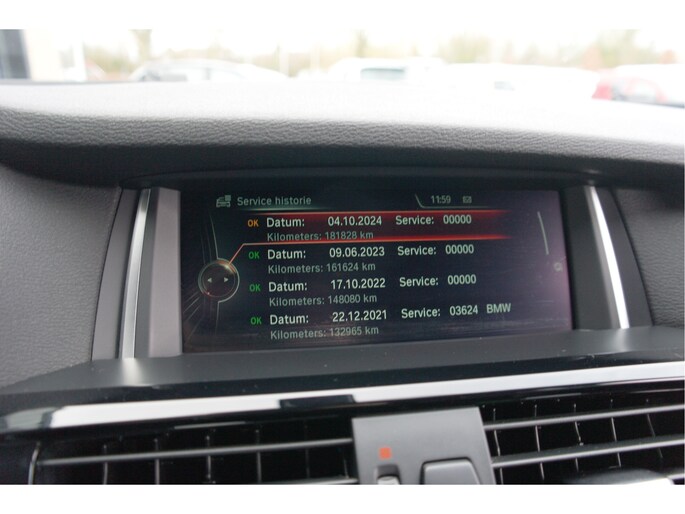 Service historie 11:59
OK Datum: 04.10.2024 Service: 00000
Kilometers: 181828 km
OK Datum: 09.06.2023 Service: 00000
Kilometers: 161624 km
OK Datum: 17.10.2022 Service: 00000
Kilometers: 148080 km
OK Datum: 22.12.2021 Service: 03624 BMW
Kilometers: 132965 km